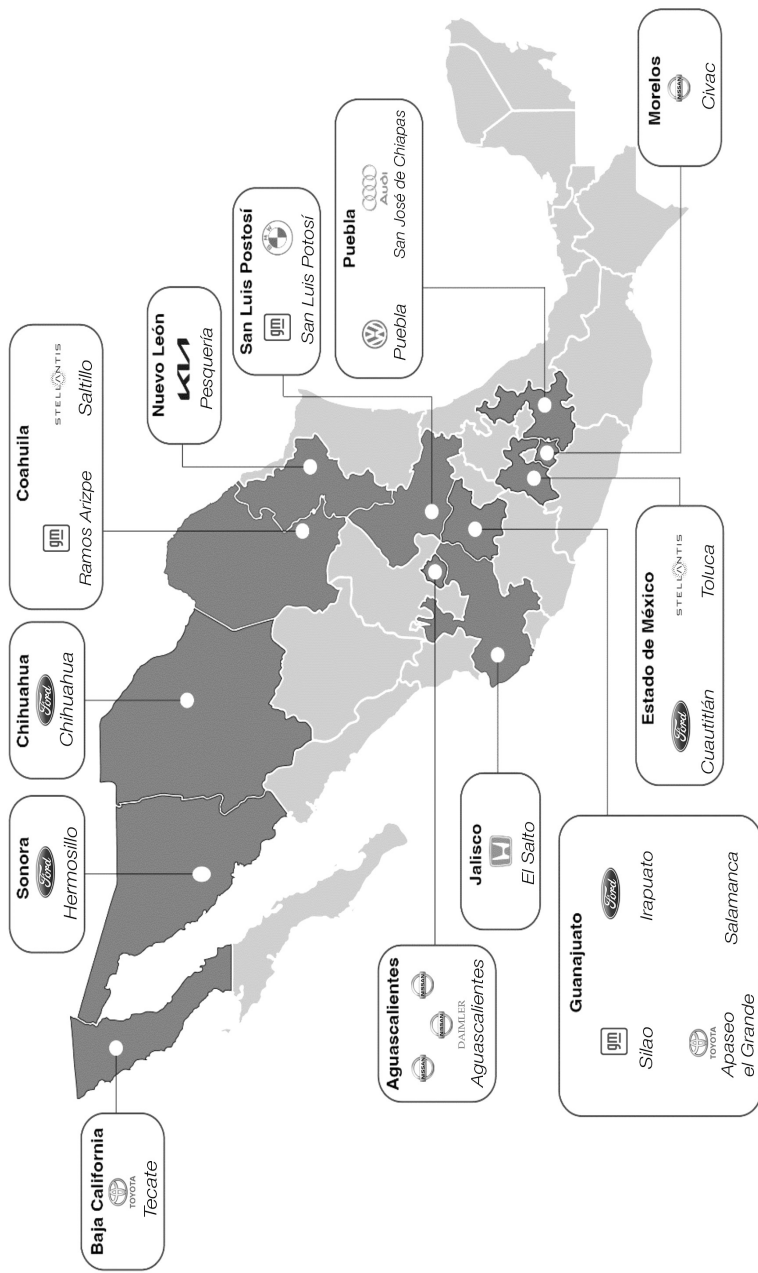 Baja California
TOYOTA
Tecate
Sonora
Ford
Hermosillo
Chihuahua
Ford
Chihuahua
Coahuila
gm
STELLANTIS
Ramos Arizpe
Saltillo
Nuevo León
KIA
Pesquería
San Luis Postosí
gm
BMW
San Luis Potosí
Puebla
Audi
Puebla
San José de Chiapas
Morelos
NISSAN
Civac
Aguascalientes
NISSAN
NISSAN
NISSAN
DAIMLER
Aguascalientes
Jalisco
El Salto
Estado de México
Ford
STELLANTIS
Cuautitlán
Toluca
Guanajuato
gm
Ford
Silao
Irapuato
TOYOTA
Apaseo
el Grande
Salamanca